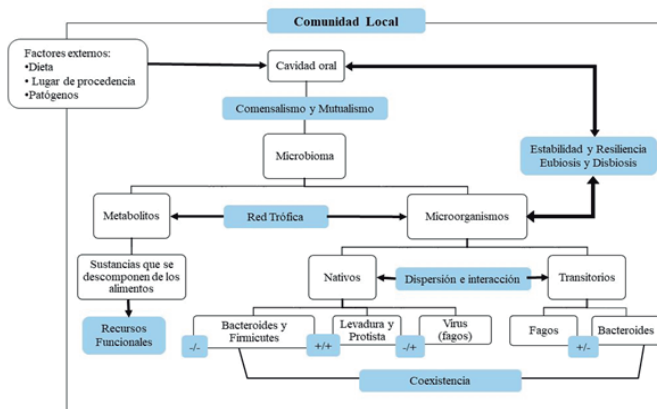 Comunidad Local
Factores externos:
•Dieta
• Lugar de procedencia
•Patógenos
Cavidad oral
Comensalismo y Mutualismo
Estabilidad y Resiliencia
Eubiosis y Disbiosis
Microbioma
Metabolitos
Red Trófica
Microorganismos
Sustancias que se
descomponen de los
alimentos
Nativos
Dispersión e interacción
Transitorios
Recursos
Funcionales
Bacteroides y
Firmicutes
Levadura y
Protista
Virus
(fagos)
Fagos
Bacteroides
-/-
+/+
-/+
+/-
Coexistencia